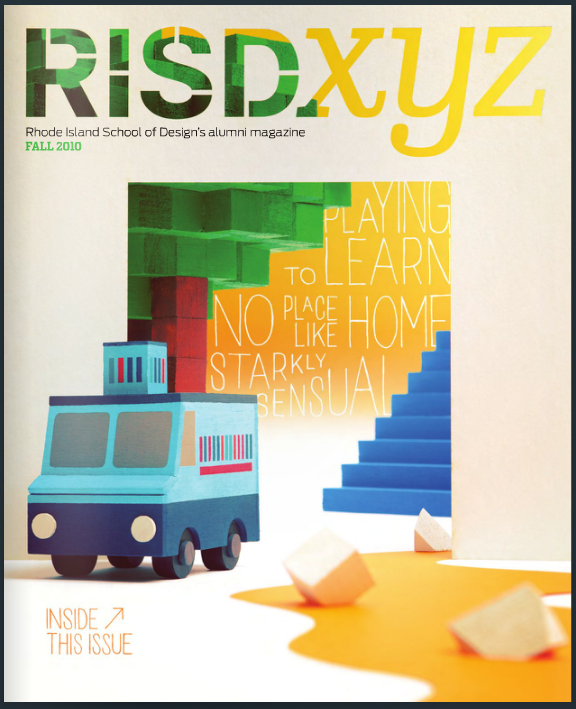 RISDxyz
Rhode Island School of Design's alumni magazine
FALL 2010
PLAYING
TO LEARN
NO PLACE LIKE HOME
STARKLY
SENSUAL
INSIDE ↗
THIS ISSUE